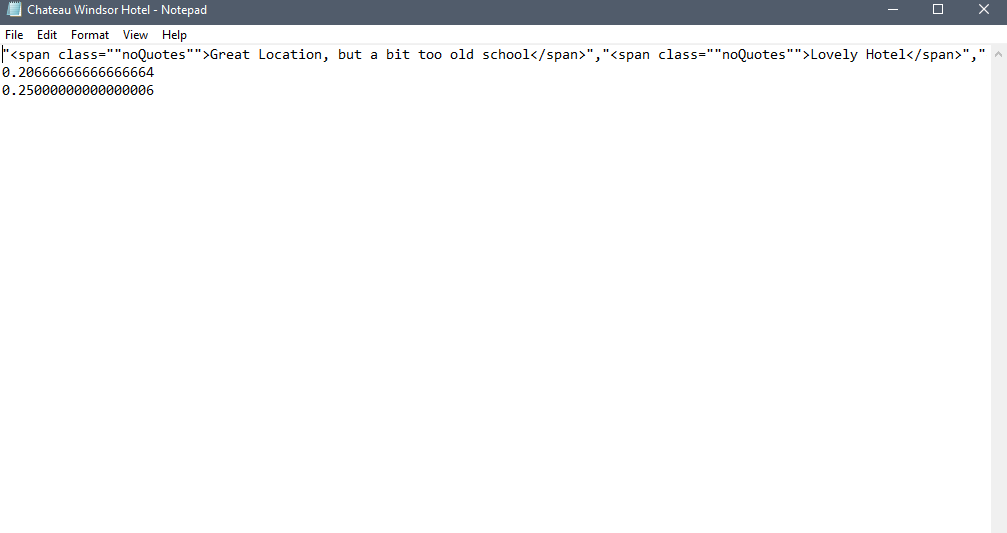 Chateau Windsor Hotel - Notepad
File Edit Format View Help
"<span class=""noQuotes"">Great Location, but a bit too old school</span>","<span class=""noQuotes"">Lovely Hotel</span>","
0.20666666666666664
0.25000000000000006